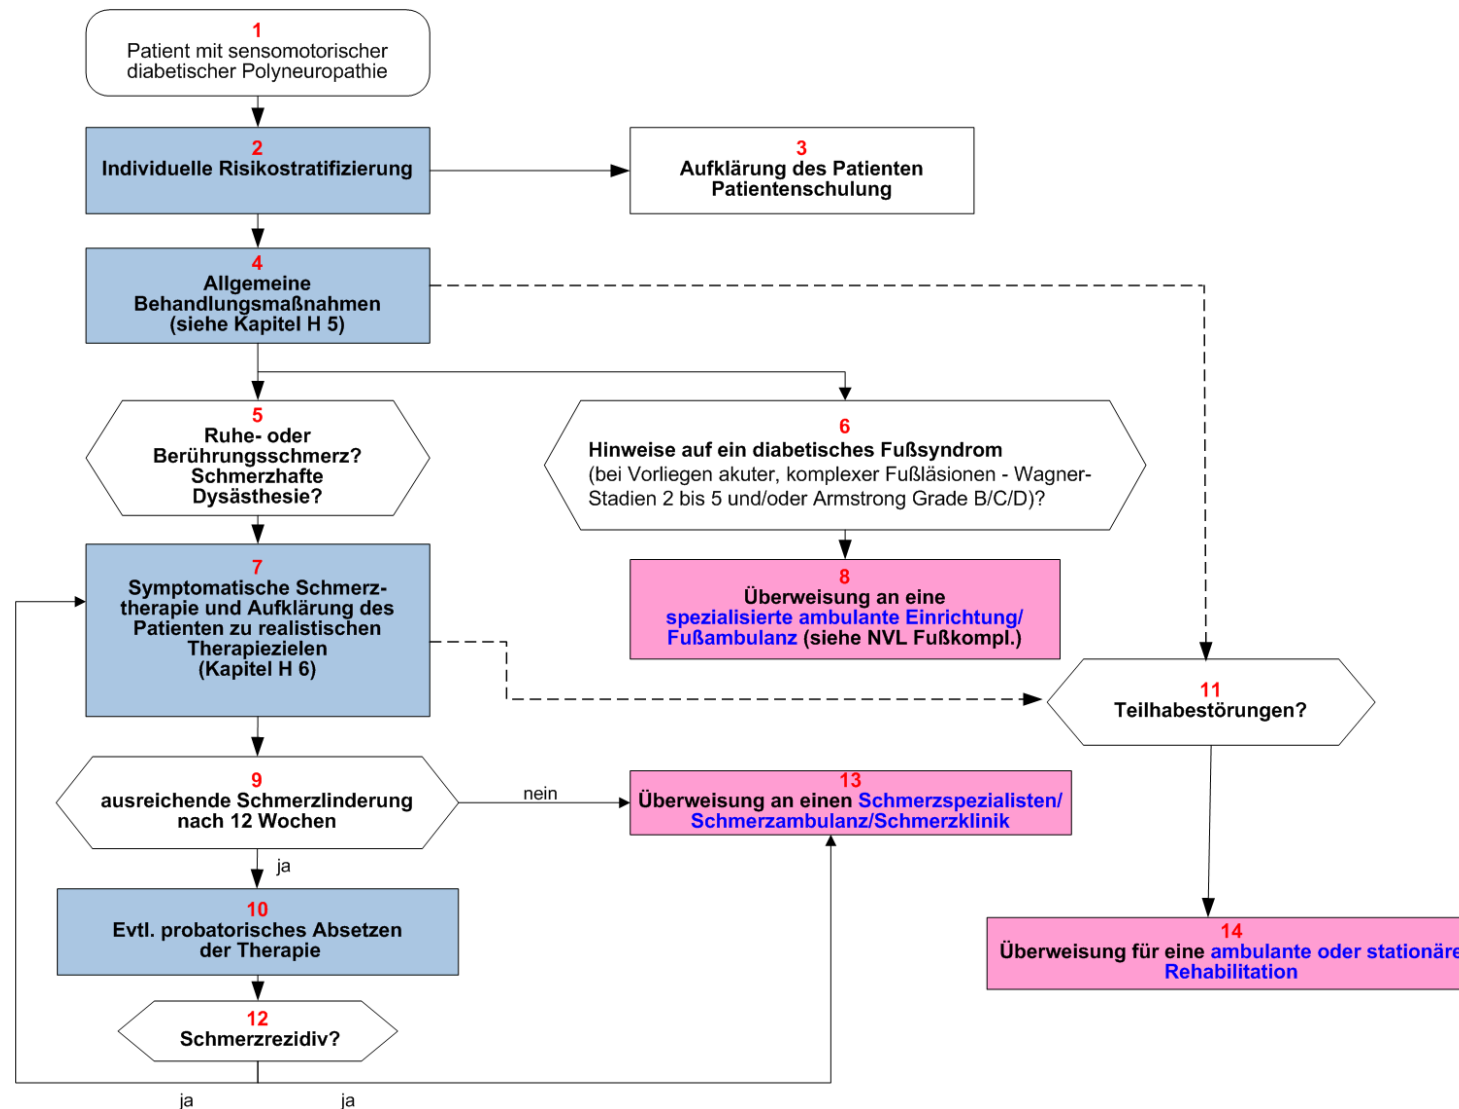 1
Patient mit sensomotorischer
diabetischer Polyneuropathie
2
Individuelle Risikostratifizierung
3
Aufklärung des Patienten
Patientenschulung
4
Allgemeine
Behandlungsmaßnahmen
(siehe Kapitel H 5)
5
Ruhe- oder
Berührungsschmerz?
Schmerzhafte
Dysästhesie?
6
Hinweise auf ein diabetisches Fußsyndrom
(bei Vorliegen akuter, komplexer Fußläsionen - Wagner-
Stadien 2 bis 5 und/oder Armstrong Grade B/C/D)?
7
Symptomatische Schmerz-
therapie und Aufklärung des
Patienten zu realistischen
Therapiezielen
(Kapitel H 6)
8
Überweisung an eine
spezialisierte ambulante Einrichtung/
Fußambulanz (siehe NVL Fußkompl.)
11
Teilhabestörungen?
9
ausreichende Schmerzlinderung
nach 12 Wochen
nein
13
Überweisung an einen Schmerzspezialisten/
Schmerzambulanz/Schmerzklinik
ja
10
Evtl. probatorisches Absetzen
der Therapie
14
Überweisung für eine ambulante oder stationäre
Rehabilitation
12
Schmerzrezidiv?
ja
ja